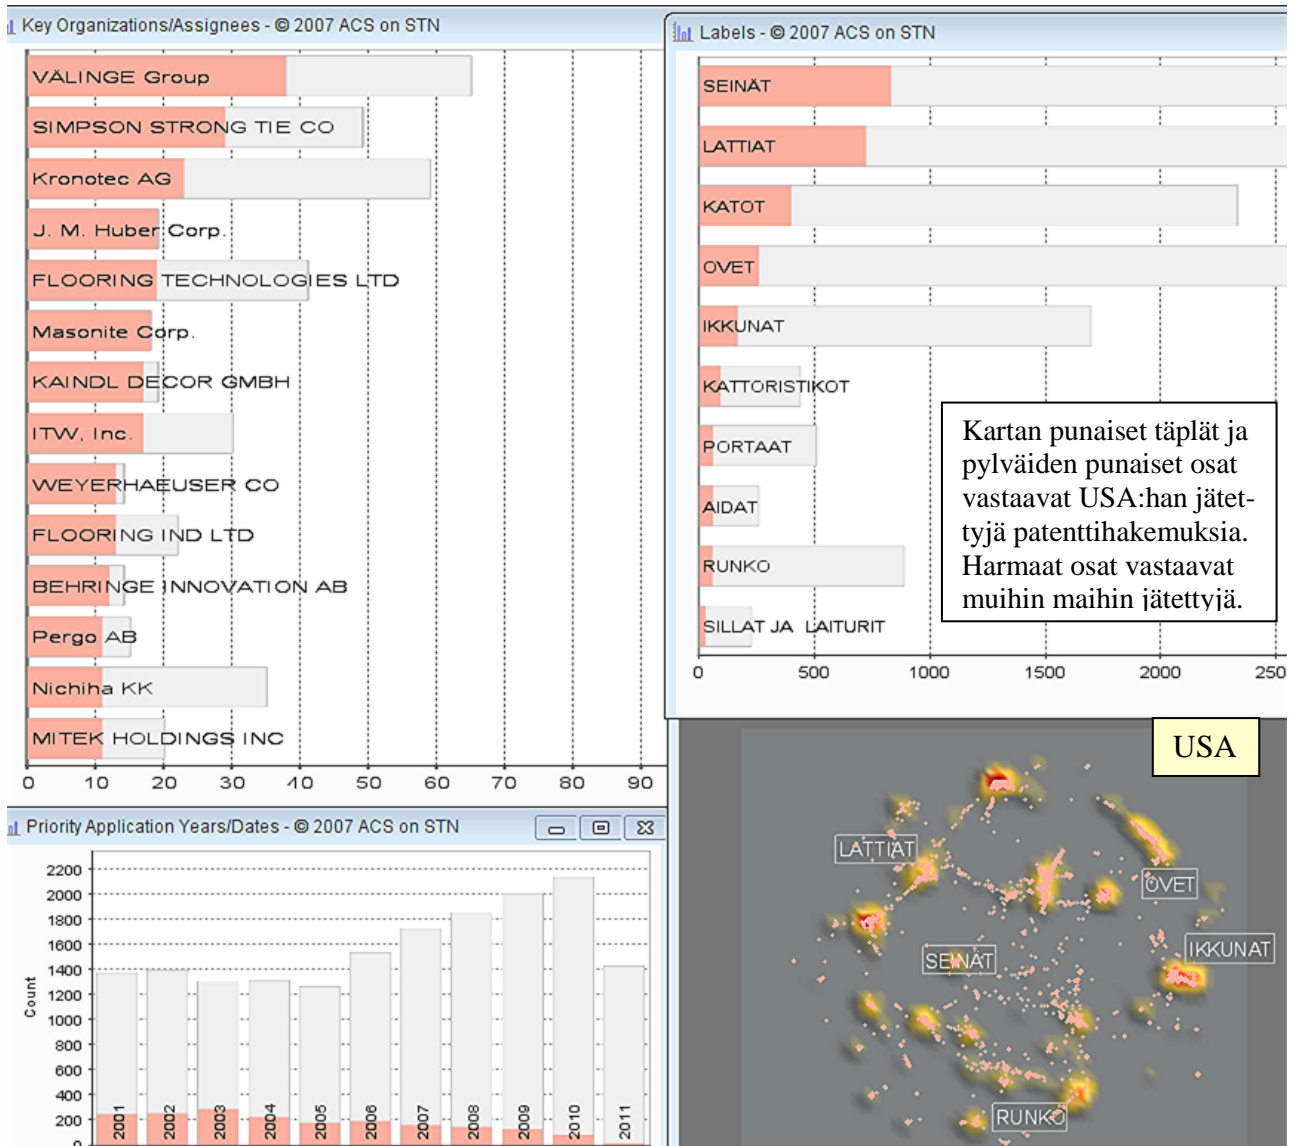 Key Organizations/Assignees - © 2007 ACS on STN
VÄLINGE Group
SIMPSON STRONG TIE CO
Kronotec AG
J. M. Huber Corp.
FLOORING TECHNOLOGIES LTD
Masonite Corp.
KAINDL DECOR GMBH
ITW, Inc.
WEYERHAEUSER CO
FLOORING IND LTD
BEHRINGE INNOVATION AB
Pergo AB
Nichiha KK
MITEK HOLDINGS INC
0 10 20 30 40 50 60 70 80 90
Labels - © 2007 ACS on STN
SEINÄT
LATTIAT
KATOT
OVET
IKKUNAT
KATTORISTIKOT
PORTAAT
AIDAT
RUNKO
SILLAT JA LAITURIT
0 500 1000 1500 2000 250
Kartan punaiset täplät ja
pylväiden punaiset osat
vastaavat USA:han jätet-
tyjä patenttihakemuksia.
Harmaat osat vastaavat
muihin maihin jätettyjä.
Priority Application Years/Dates - © 2007 ACS on STN
Count
2200
2000
1800
1600
1400
1200
1000
800
600
400
200
0
2001 2002 2003 2004 2005 2006 2007 2008 2009 2010 2011
USA
LATTIAT
OVET
SEINÄT
IKKUNAT
RUNKO